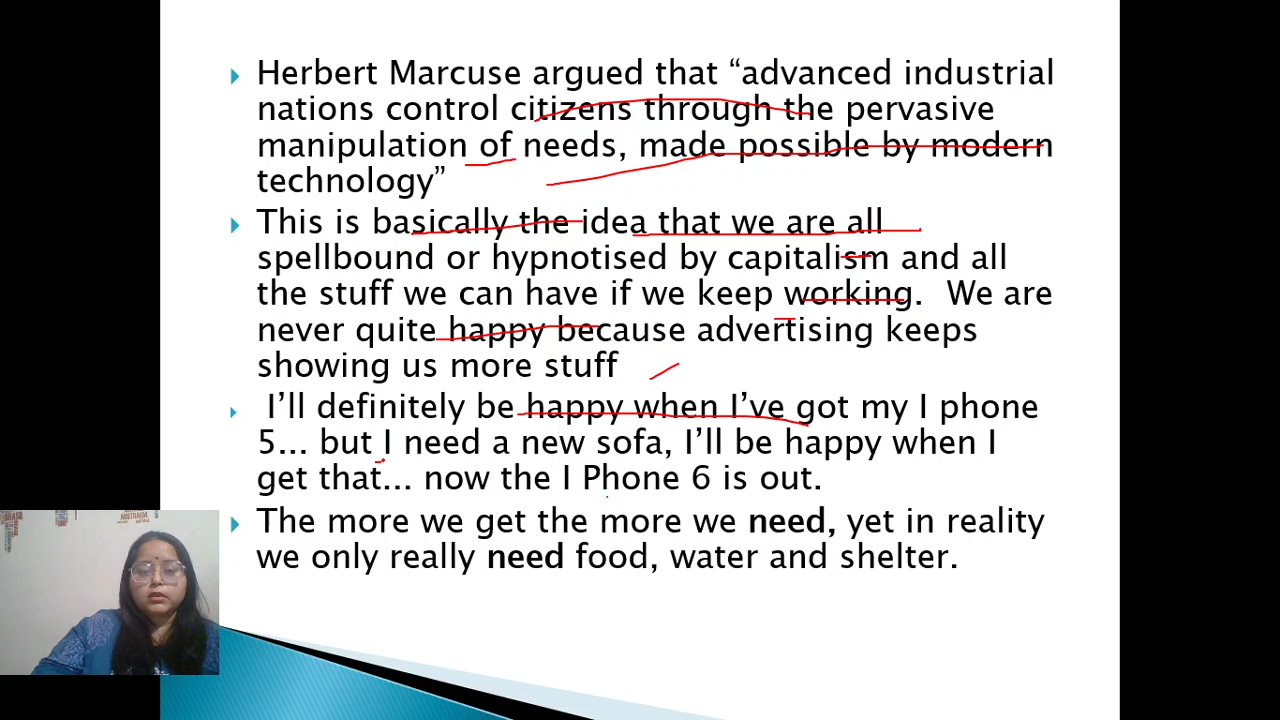 Herbert Marcuse argued that “advanced industrial
nations control citizens through the pervasive
manipulation of needs, made possible by modern
technology”
This is basically the idea that we are all
spellbound or hypnotised by capitalism and all
the stuff we can have if we keep working. We are
never quite happy because advertising keeps
showing us more stuff
I’ll definitely be happy when I’ve got my I phone
5... but I need a new sofa, I’ll be happy when I
get that... now the I Phone 6 is out.
The more we get the more we need, yet in reality
we only really need food, water and shelter.